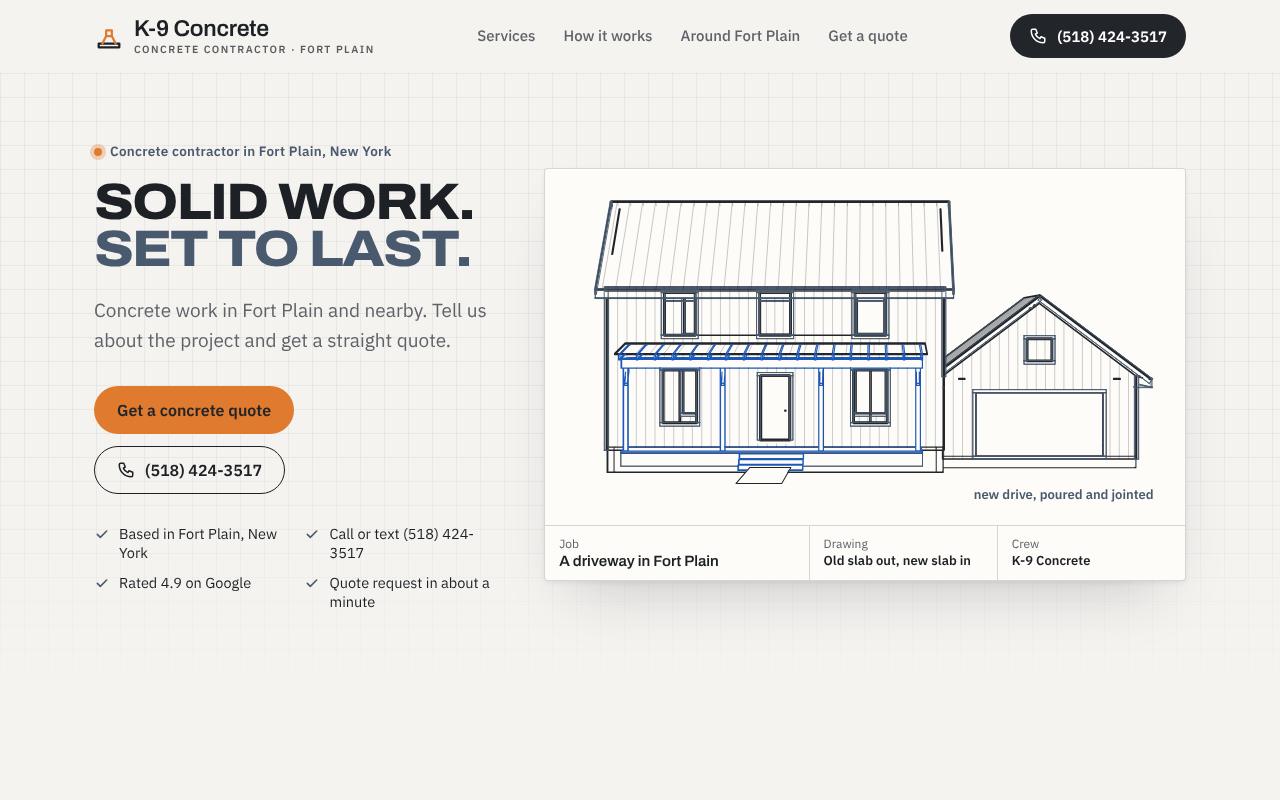 K-9 Concrete
CONCRETE CONTRACTOR · FORT PLAIN
Services
How it works
Around Fort Plain
Get a quote
(518) 424-3517
Concrete contractor in Fort Plain, New York
SOLID WORK.
SET TO LAST.
Concrete work in Fort Plain and nearby. Tell us
about the project and get a straight quote.
Get a concrete quote
(518) 424-3517
Based in Fort Plain, New
York
Call or text (518) 424-
3517
Rated 4.9 on Google
Quote request in about a
minute
new drive, poured and jointed
Job
A driveway in Fort Plain
Drawing
Old slab out, new slab in
Crew
K-9 Concrete